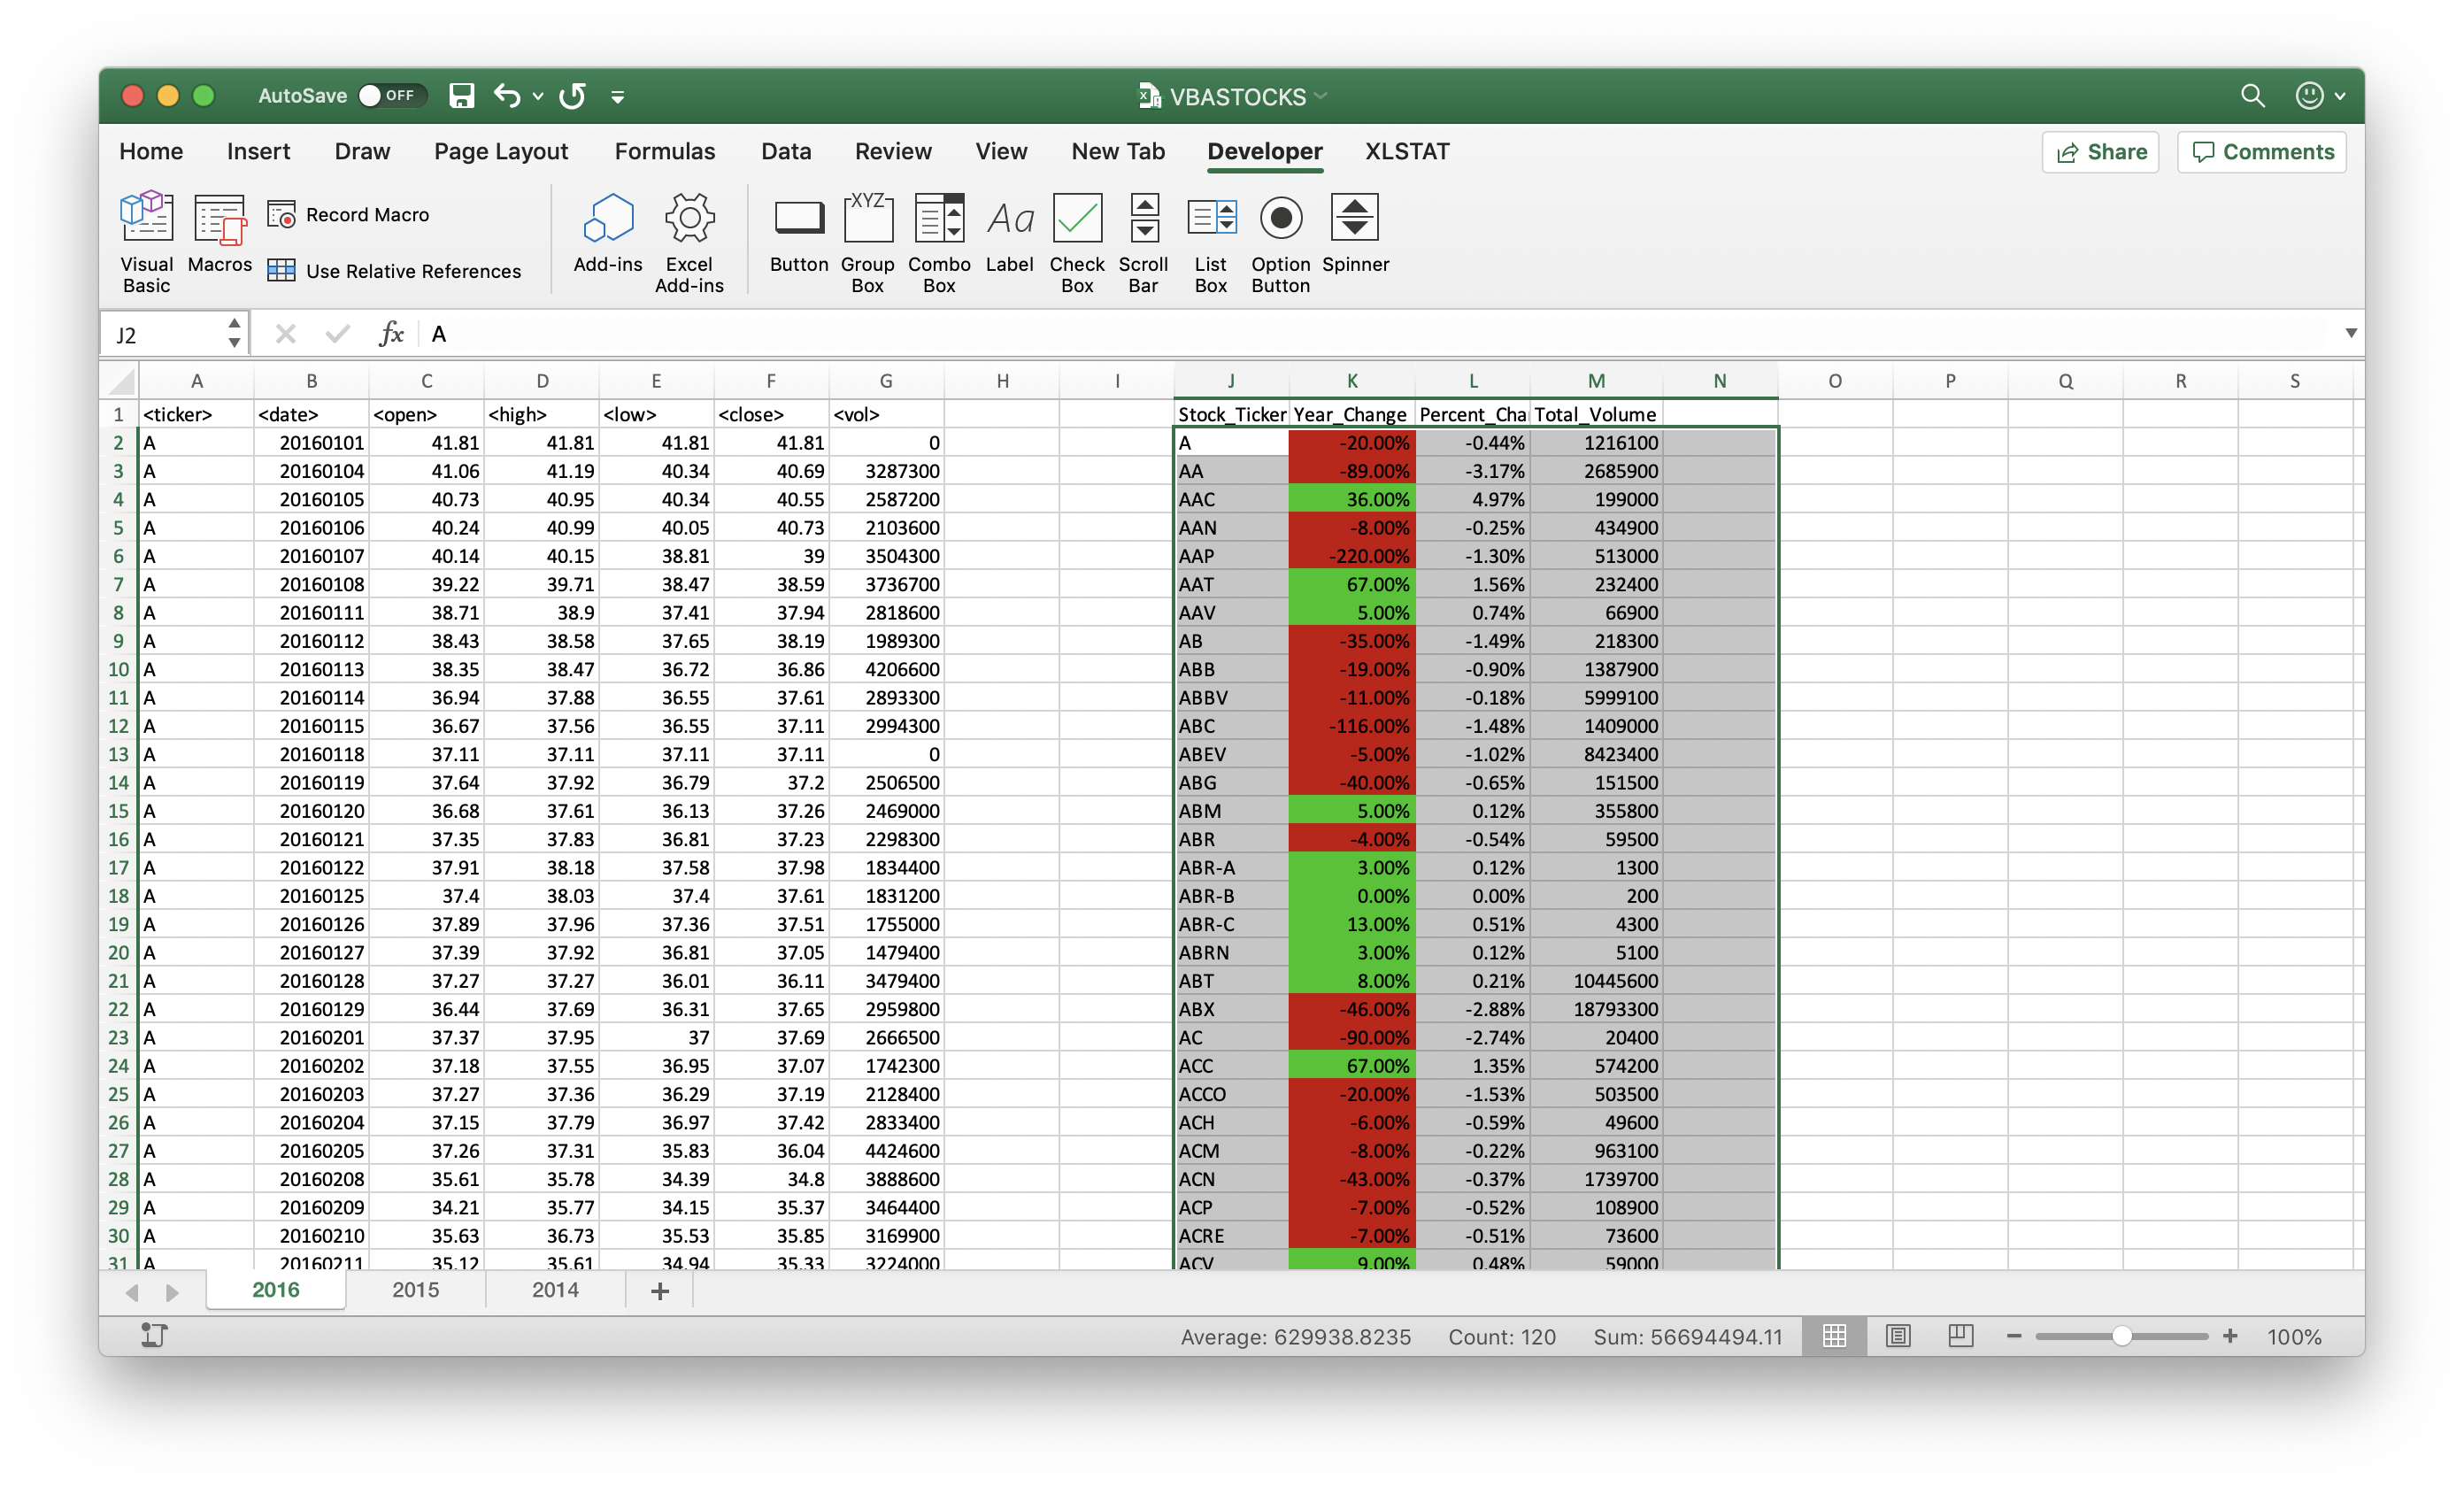 AutoSave OFF VBASTOCKS
Home Insert Draw Page Layout Formulas Data Review View New Tab Developer XLSTAT Share Comments
Visual Basic Macros Record Macro Use Relative References Add-ins Excel Add-ins Button XYZ Group Box Combo Box Aa Label Check Box Scroll Bar List Box Option Button Spinner
J2 fx A
A B C D E F G H I J K L M N O P Q R S
1 <ticker> <date> <open> <high> <low> <close> <vol> Stock_Ticker Year_Change Percent_Cha Total_Volume
2 A 20160101 41.81 41.81 41.81 41.81 0 A -20.00% -0.44% 1216100
3 A 20160104 41.06 41.19 40.34 40.69 3287300 AA -89.00% -3.17% 2685900
4 A 20160105 40.73 40.95 40.34 40.55 2587200 AAC 36.00% 4.97% 199000
5 A 20160106 40.24 40.99 40.05 40.73 2103600 AAN -8.00% -0.25% 434900
6 A 20160107 40.14 40.15 38.81 39 3504300 AAP -220.00% -1.30% 513000
7 A 20160108 39.22 39.71 38.47 38.59 3736700 AAT 67.00% 1.56% 232400
8 A 20160111 38.71 38.9 37.41 37.94 2818600 AAV 5.00% 0.74% 66900
9 A 20160112 38.43 38.58 37.65 38.19 1989300 AB -35.00% -1.49% 218300
10 A 20160113 38.35 38.47 36.72 36.86 4206600 ABB -19.00% -0.90% 1387900
11 A 20160114 36.94 37.88 36.55 37.61 2893300 ABBV -11.00% -0.18% 5999100
12 A 20160115 36.67 37.56 36.55 37.11 2994300 ABC -116.00% -1.48% 1409000
13 A 20160118 37.11 37.11 37.11 37.11 0 ABEV -5.00% -1.02% 8423400
14 A 20160119 37.64 37.92 36.79 37.2 2506500 ABG -40.00% -0.65% 151500
15 A 20160120 36.68 37.61 36.13 37.26 2469000 ABM 5.00% 0.12% 355800
16 A 20160121 37.35 37.83 36.81 37.23 2298300 ABR -4.00% -0.54% 59500
17 A 20160122 37.91 38.18 37.58 37.98 1834400 ABR-A 3.00% 0.12% 1300
18 A 20160125 37.4 38.03 37.4 37.61 1831200 ABR-B 0.00% 0.00% 200
19 A 20160126 37.89 37.96 37.36 37.51 1755000 ABR-C 13.00% 0.51% 4300
20 A 20160127 37.39 37.92 36.81 37.05 1479400 ABRN 3.00% 0.12% 5100
21 A 20160128 37.27 37.27 36.01 36.11 3479400 ABT 8.00% 0.21% 10445600
22 A 20160129 36.44 37.69 36.31 37.65 2959800 ABX -46.00% -2.88% 18793300
23 A 20160201 37.37 37.95 37 37.69 2666500 AC -90.00% -2.74% 20400
24 A 20160202 37.18 37.55 36.95 37.07 1742300 ACC 67.00% 1.35% 574200
25 A 20160203 37.27 37.36 36.29 37.19 2128400 ACCO -20.00% -1.53% 503500
26 A 20160204 37.15 37.79 36.97 37.42 2833400 ACH -6.00% -0.59% 49600
27 A 20160205 37.26 37.31 35.83 36.04 4424600 ACM -8.00% -0.22% 963100
28 A 20160208 35.61 35.78 34.39 34.8 3888600 ACN -43.00% -0.37% 1739700
29 A 20160209 34.21 35.77 34.15 35.37 3464400 ACP -7.00% -0.52% 108900
30 A 20160210 35.63 36.73 35.53 35.85 3169900 ACRE -7.00% -0.51% 73600
31 A 20160211 35.12 35.61 34.94 35.33 3224000 ACV 9.00% 0.48% 59000
2016 2015 2014 +
Average: 629938.8235 Count: 120 Sum: 56694494.11 100%